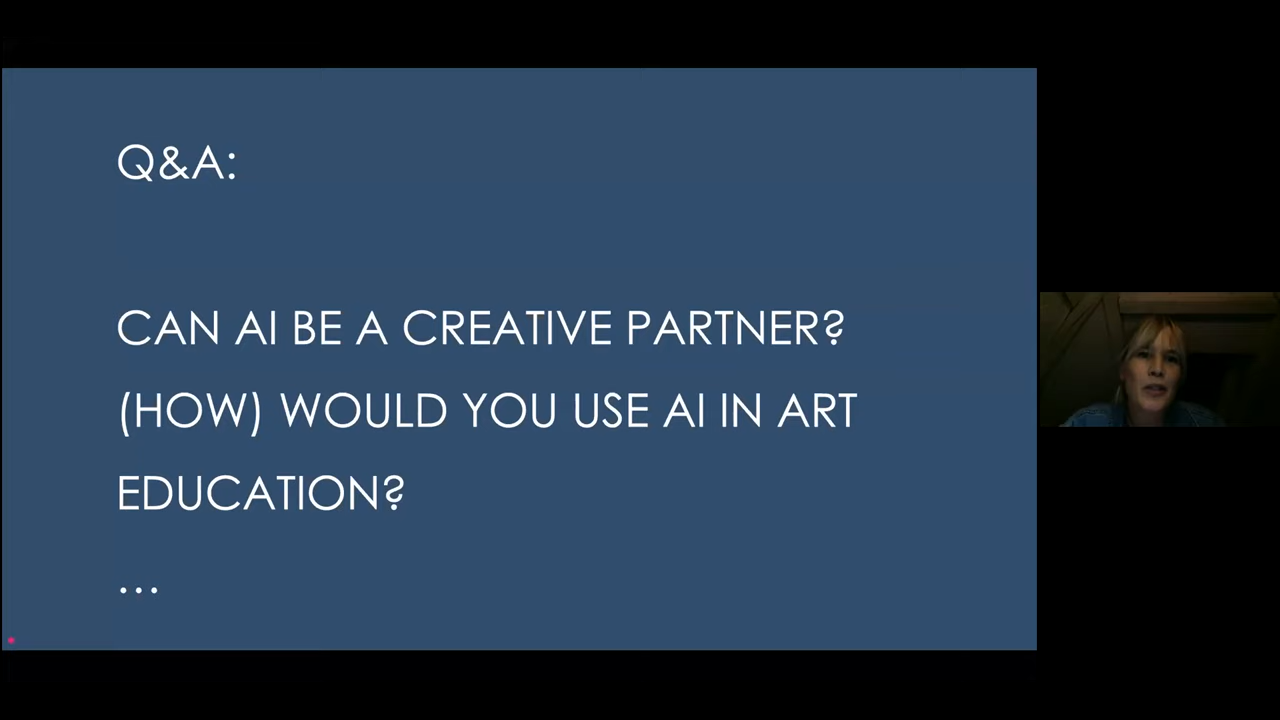 Q&A:
CAN AI BE A CREATIVE PARTNER?
(HOW) WOULD YOU USE AI IN ART
EDUCATION?
...